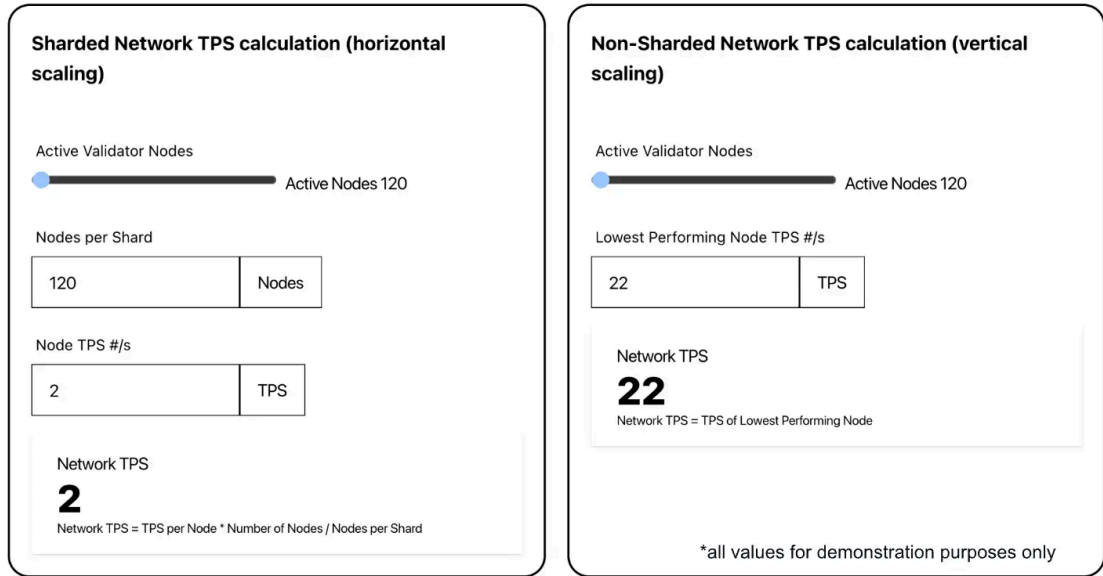 Sharded Network TPS calculation (horizontal
scaling)
Active Validator Nodes
Active Nodes 120
Nodes per Shard
120
Nodes
Node TPS #/s
2
TPS
Network TPS
2
Network TPS = TPS per Node * Number of Nodes / Nodes per Shard
Non-Sharded Network TPS calculation (vertical
scaling)
Active Validator Nodes
Active Nodes 120
Lowest Performing Node TPS #/s
22
TPS
Network TPS
22
Network TPS = TPS of Lowest Performing Node
*all values for demonstration purposes only